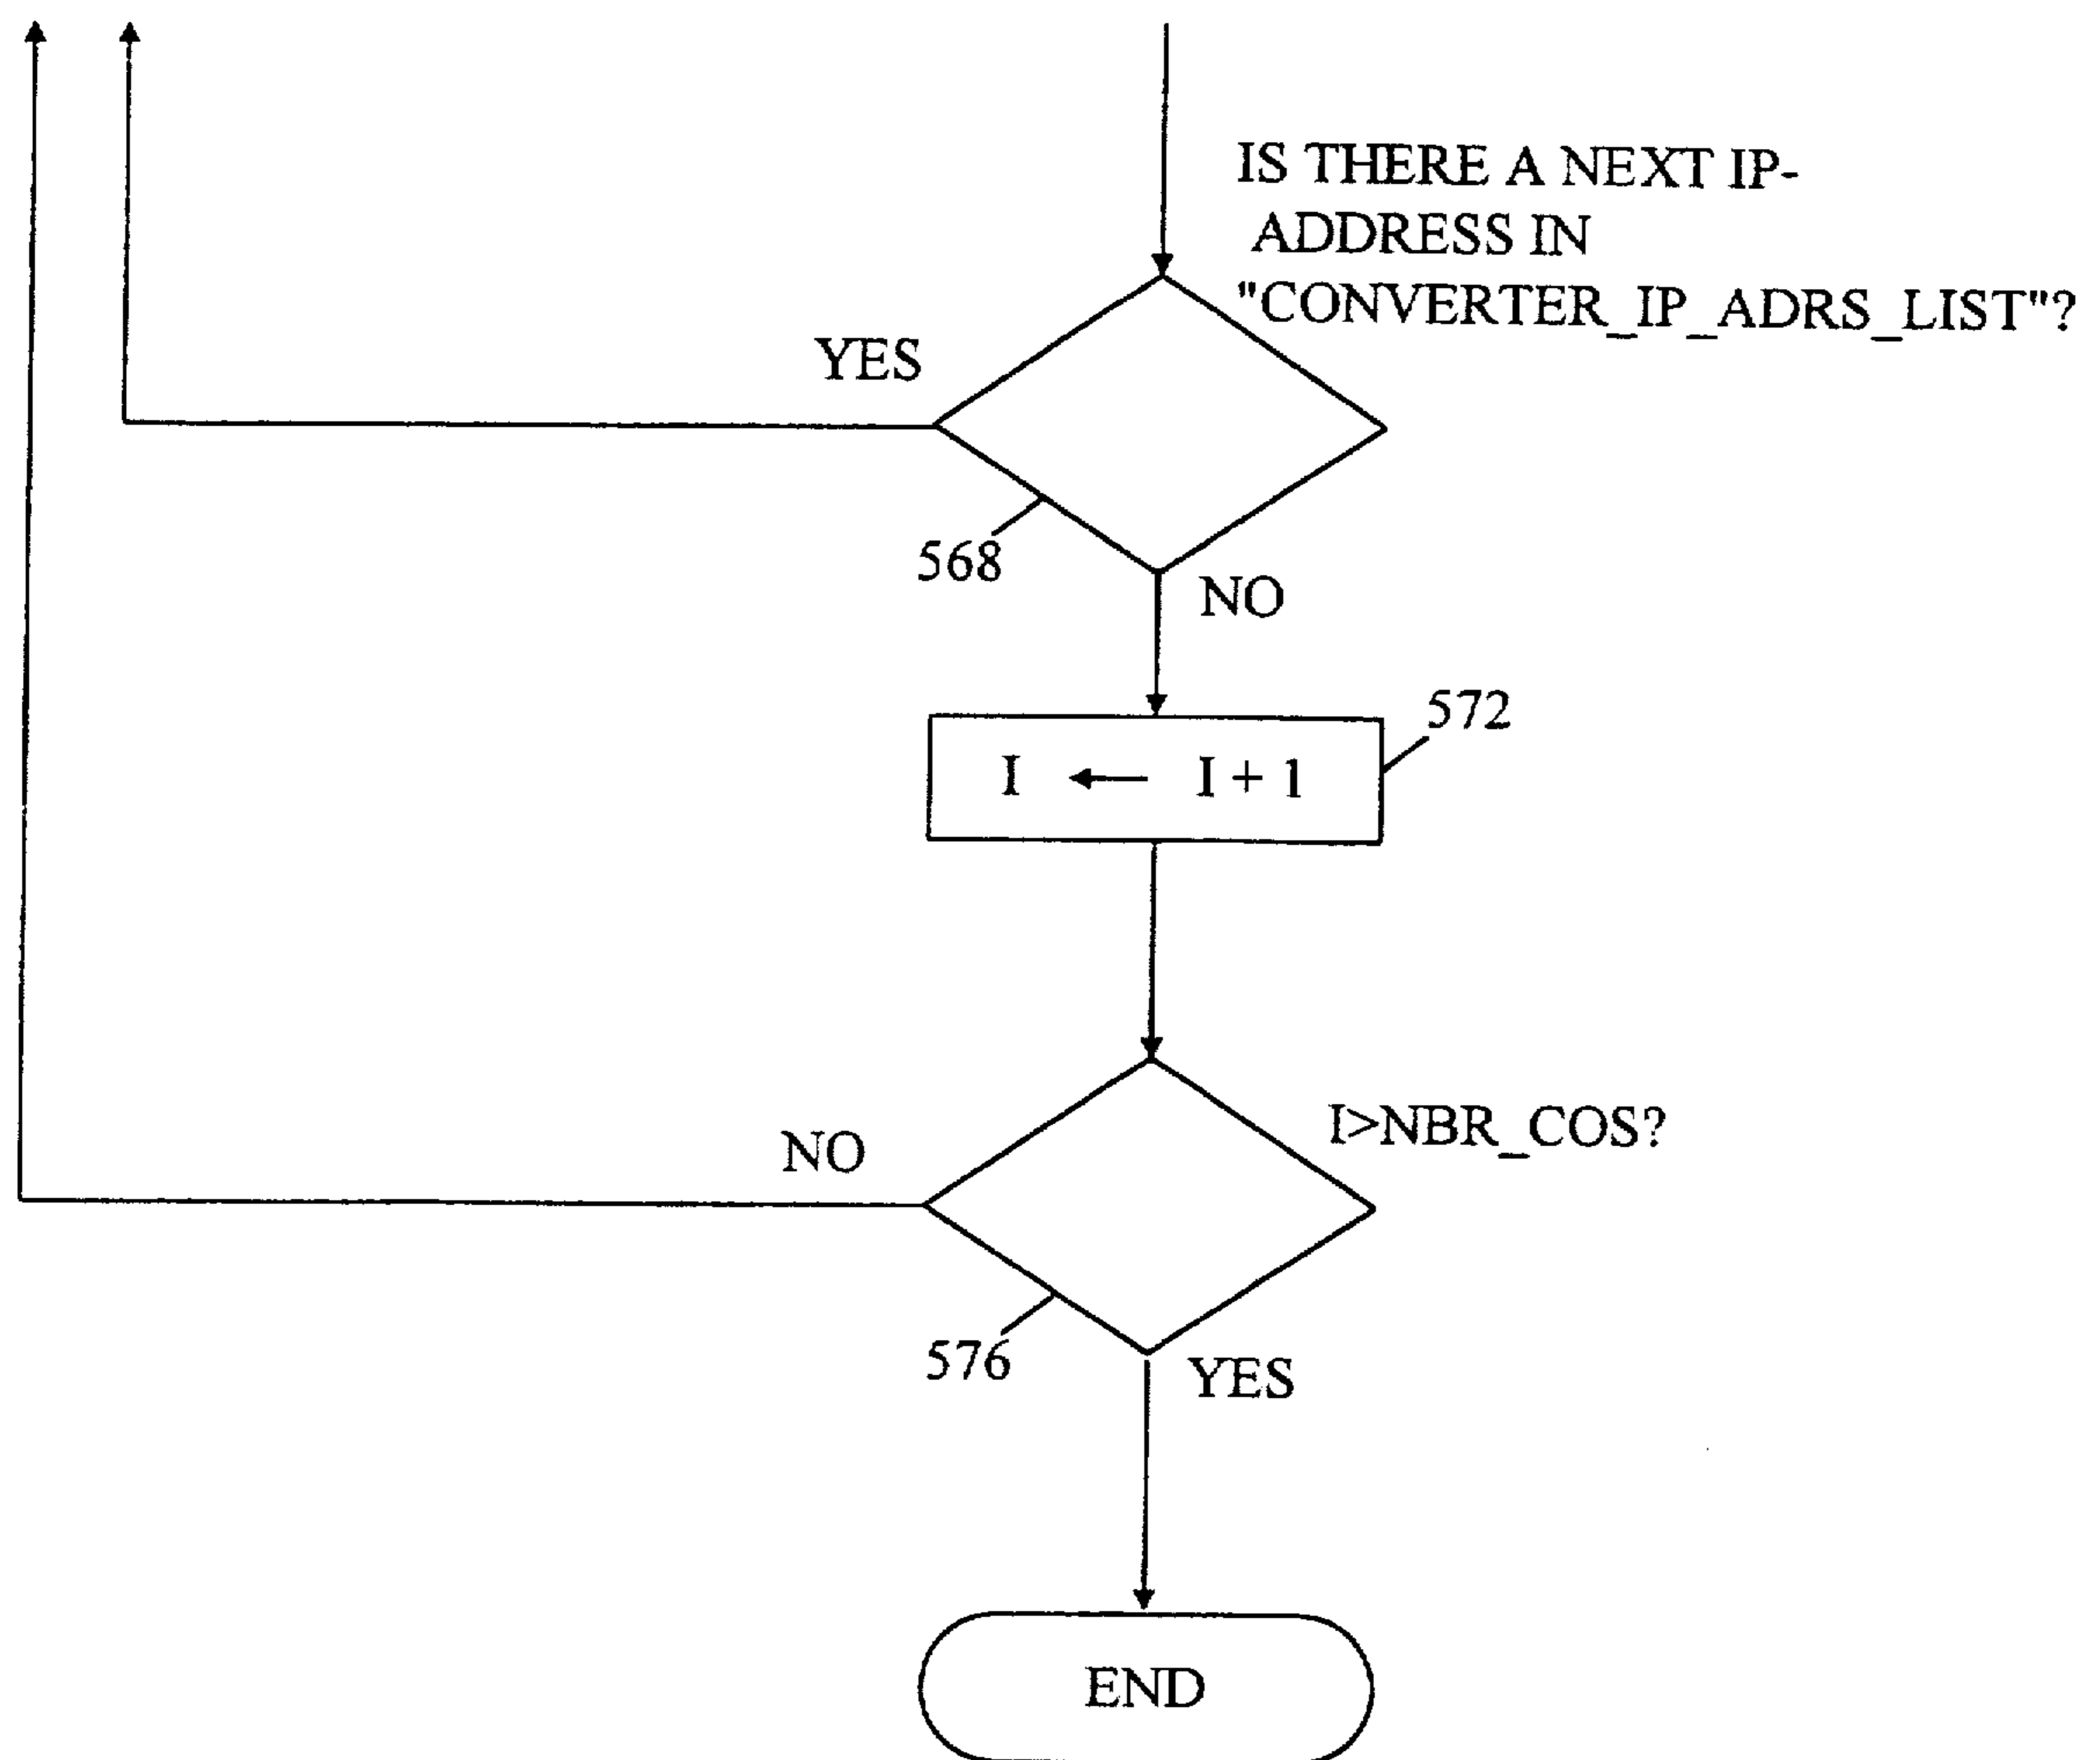 IS THERE A NEXT IP-
ADDRESS IN
"CONVERTER_IP_ADRS_LIST"?
YES
568
NO
572
I ← I + 1
I>NBR_COS?
NO
576
YES
END